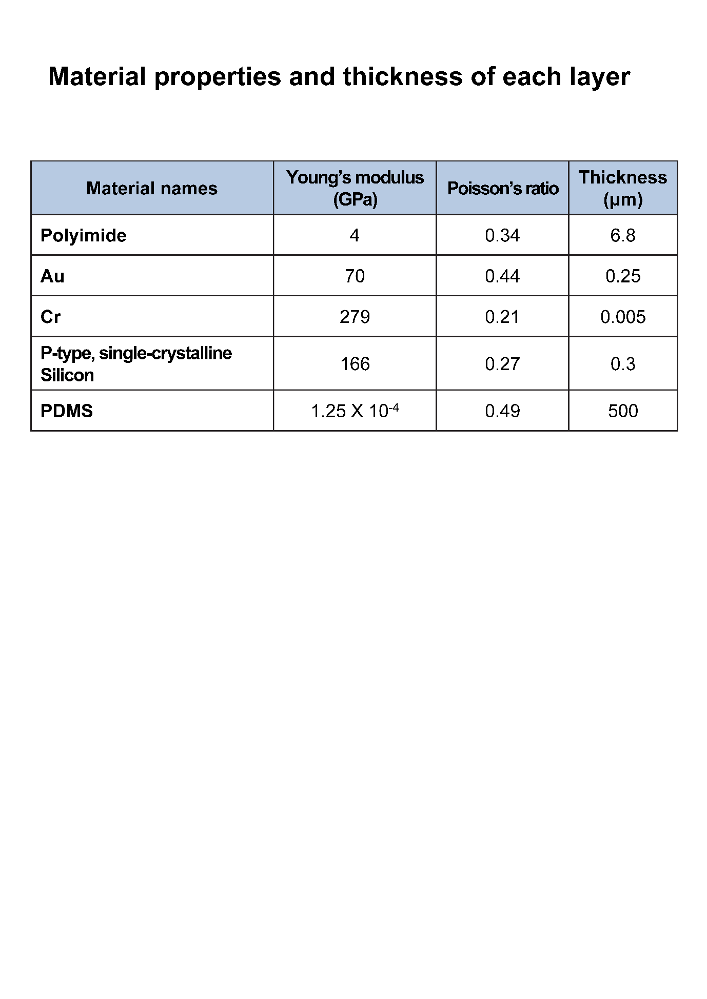 Material properties and thickness of each layer
Material names
Young’s modulus
(GPa)
Poisson’s ratio
Thickness
(μm)
Polyimide
4
0.34
6.8
Au
70
0.44
0.25
Cr
279
0.21
0.005
P-type, single-crystalline
Silicon
166
0.27
0.3
PDMS
1.25 X 10-4
0.49
500